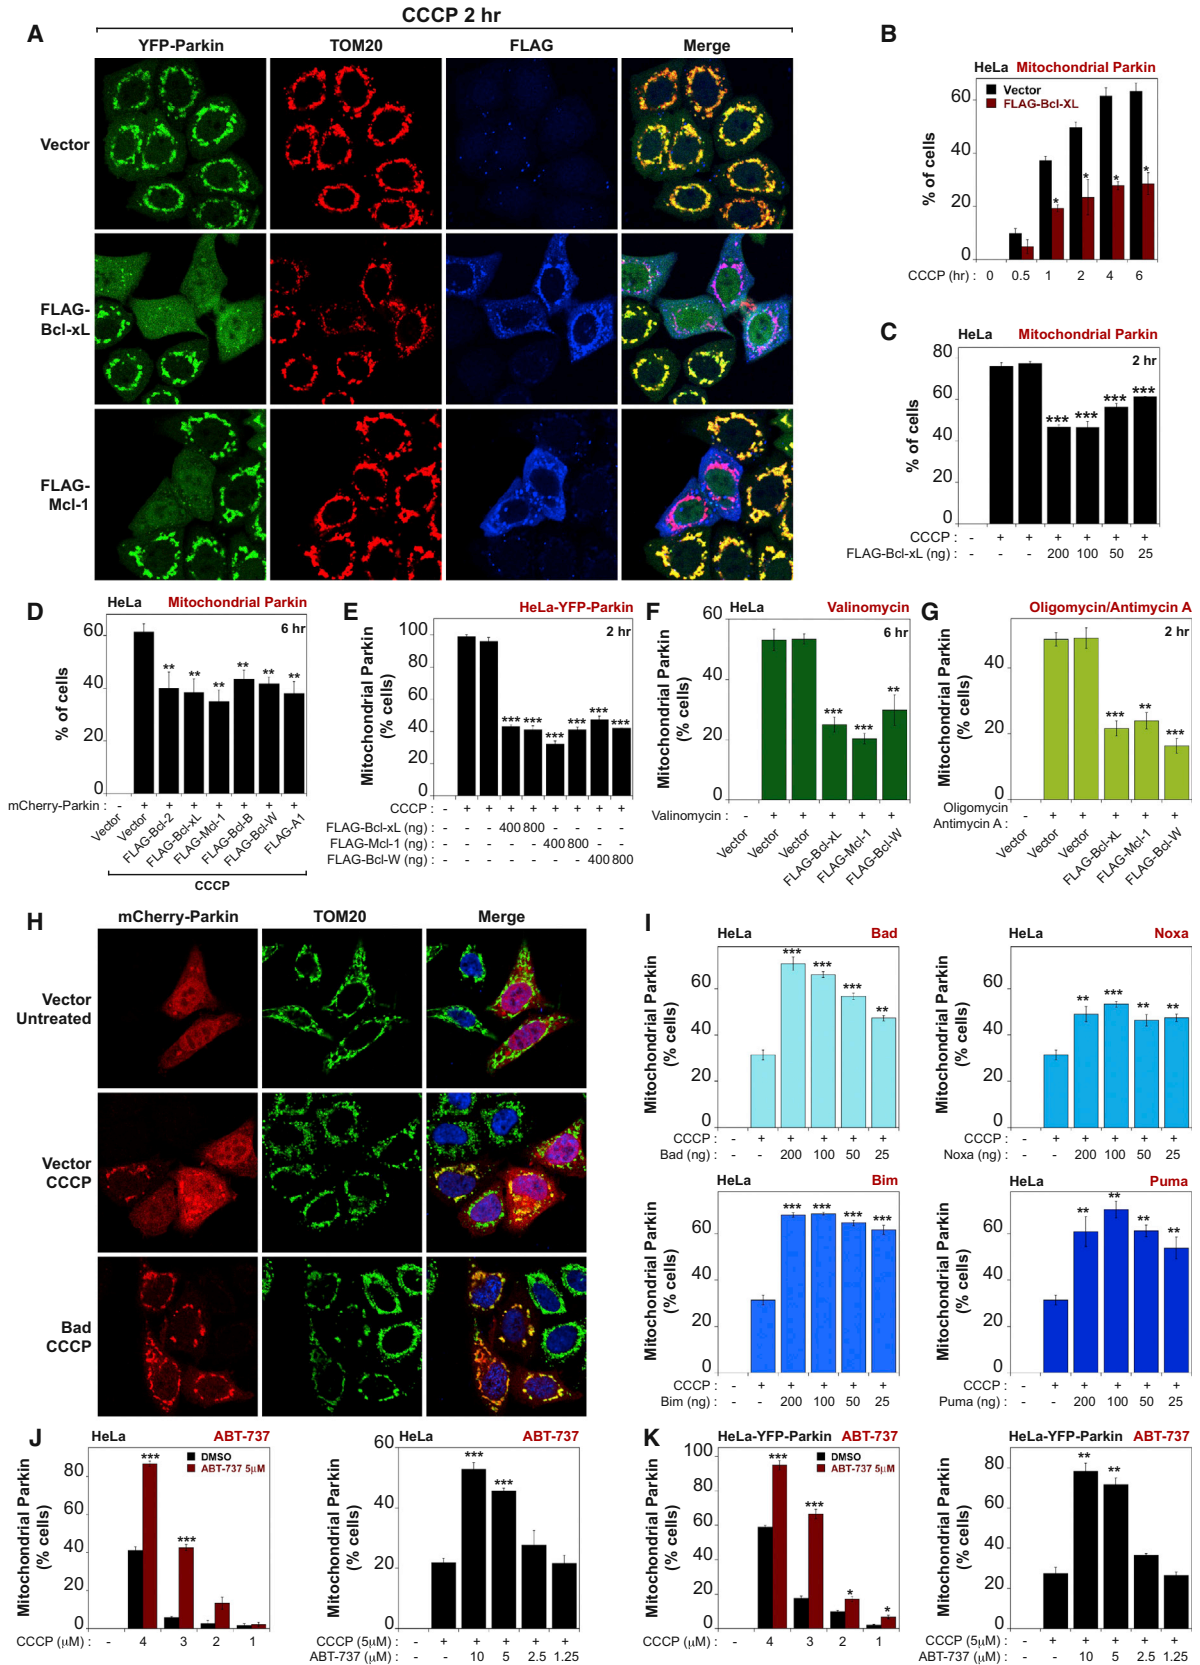 CCCP 2 hr
A
YFP-Parkin TOM20 FLAG Merge
Vector
FLAG-
Bcl-xL
FLAG-
Mcl-1
B
HeLa Mitochondrial Parkin
Vector
FLAG-Bcl-XL
% of cells
60
40
20
0
CCCP (hr) : 0 0.5 1 2 4 6
* * * *
C
HeLa Mitochondrial Parkin
2 hr
% of cells
80
60
40
20
0
*** *** *** ***
CCCP : - + + + + + +
FLAG-Bcl-xL (ng) : - - - 200 100 50 25
D
HeLa Mitochondrial Parkin
6 hr
% of cells
60
40
20
0
** ** ** ** ** **
mCherry-Parkin : - + + + + + + +
Vector Vector FLAG-Bcl-2 FLAG-Bcl-xL FLAG-Mcl-1 FLAG-Bcl-B FLAG-Bcl-W FLAG-A1
CCCP
E
HeLa-YFP-Parkin
2 hr
Mitochondrial Parkin
(% cells)
100
80
60
40
20
0
*** *** *** *** *** ***
CCCP : - + + + + + + + +
FLAG-Bcl-xL (ng) : - - - 400 800 - - - -
FLAG-Mcl-1 (ng) : - - - - - 400 800 - -
FLAG-Bcl-W (ng) : - - - - - - - 400 800
F
HeLa Valinomycin
6 hr
Mitochondrial Parkin
(% cells)
60
40
20
0
*** *** **
Valinomycin : - + + + + +
Vector Vector Vector FLAG-Bcl-xL FLAG-Mcl-1 FLAG-Bcl-W
G
Oligomycin/Antimycin A
2 hr
Mitochondrial Parkin
(% cells)
40
20
0
*** ** ***
Oligomycin
Antimycin A : - + + + + +
Vector Vector Vector FLAG-Bcl-xL FLAG-Mcl-1 FLAG-Bcl-W
H
mCherry-Parkin TOM20 Merge
Vector
Untreated
Vector
CCCP
Bad
CCCP
I
HeLa Bad
Mitochondrial Parkin
(% cells)
60
40
20
0
*** *** *** **
CCCP : - + + + + +
Bad (ng) : - - 200 100 50 25
HeLa Noxa
Mitochondrial Parkin
(% cells)
60
40
20
0
** *** ** **
CCCP : - + + + + +
Noxa (ng) : - - 200 100 50 25
HeLa Bim
Mitochondrial Parkin
(% cells)
60
40
20
0
*** *** *** ***
CCCP : - + + + + +
Bim (ng) : - - 200 100 50 25
HeLa Puma
Mitochondrial Parkin
(% cells)
60
40
20
0
** ** ** **
CCCP : - + + + + +
Puma (ng) : - - 200 100 50 25
J
HeLa ABT-737
DMSO
ABT-737 5µM
Mitochondrial Parkin
(% cells)
80
60
40
20
0
*** ***
CCCP (µM) : - 4 3 2 1
HeLa ABT-737
Mitochondrial Parkin
(% cells)
60
40
20
0
*** ***
CCCP (5µM) : - + + + + +
ABT-737 (µM) : - - 10 5 2.5 1.25
K
HeLa-YFP-Parkin ABT-737
DMSO
ABT-737 5µM
Mitochondrial Parkin
(% cells)
100
80
60
40
20
0
*** *** * *
CCCP (µM) : - 4 3 2 1
HeLa-YFP-Parkin ABT-737
Mitochondrial Parkin
(% cells)
80
60
40
20
0
** **
CCCP (5µM) : - + + + + +
ABT-737 (µM) : - - 10 5 2.5 1.25